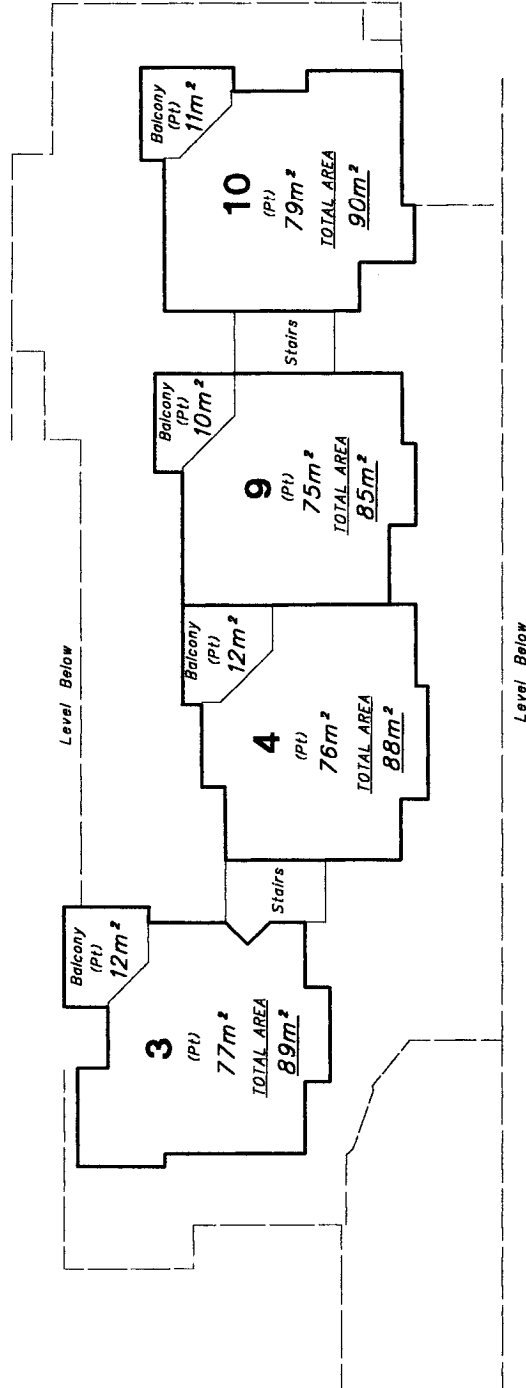 Balcony
(Pt)
11m²
10
(Pt)
79m²
TOTAL AREA
90m²
Stairs
Balcony
(Pt)
10m²
9
(Pt)
75m²
TOTAL AREA
85m²
Level Below
Balcony
(Pt)
12m²
4
(Pt)
76m²
TOTAL AREA
88m²
Level Below
Stairs
Balcony
(Pt)
12m²
3
(Pt)
77m²
TOTAL AREA
89m²